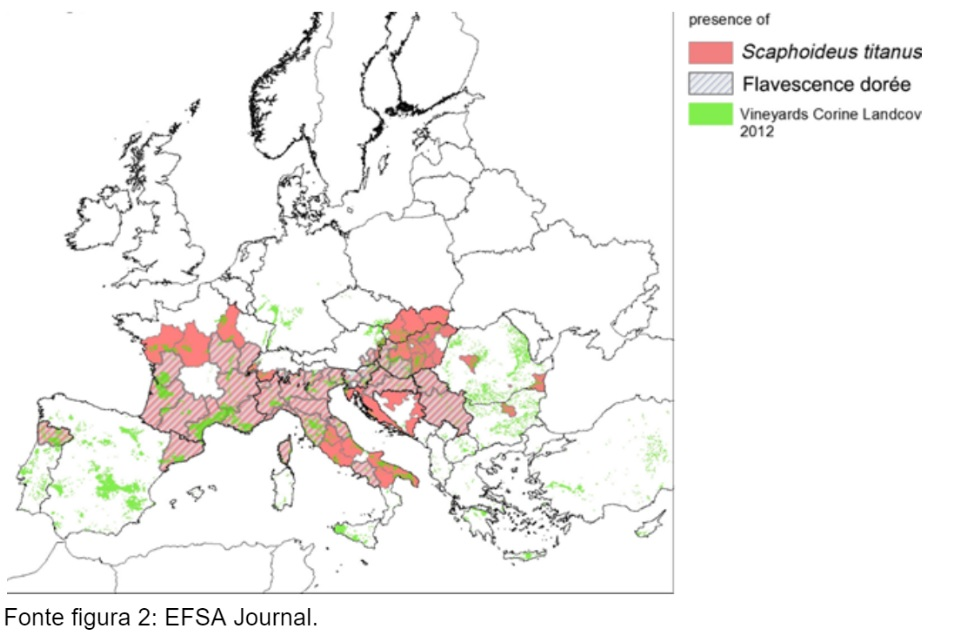 presence of
Scaphoideus titanus
Flavescence dorée
Vineyards Corine Landcov
2012
Fonte figura 2: EFSA Journal.